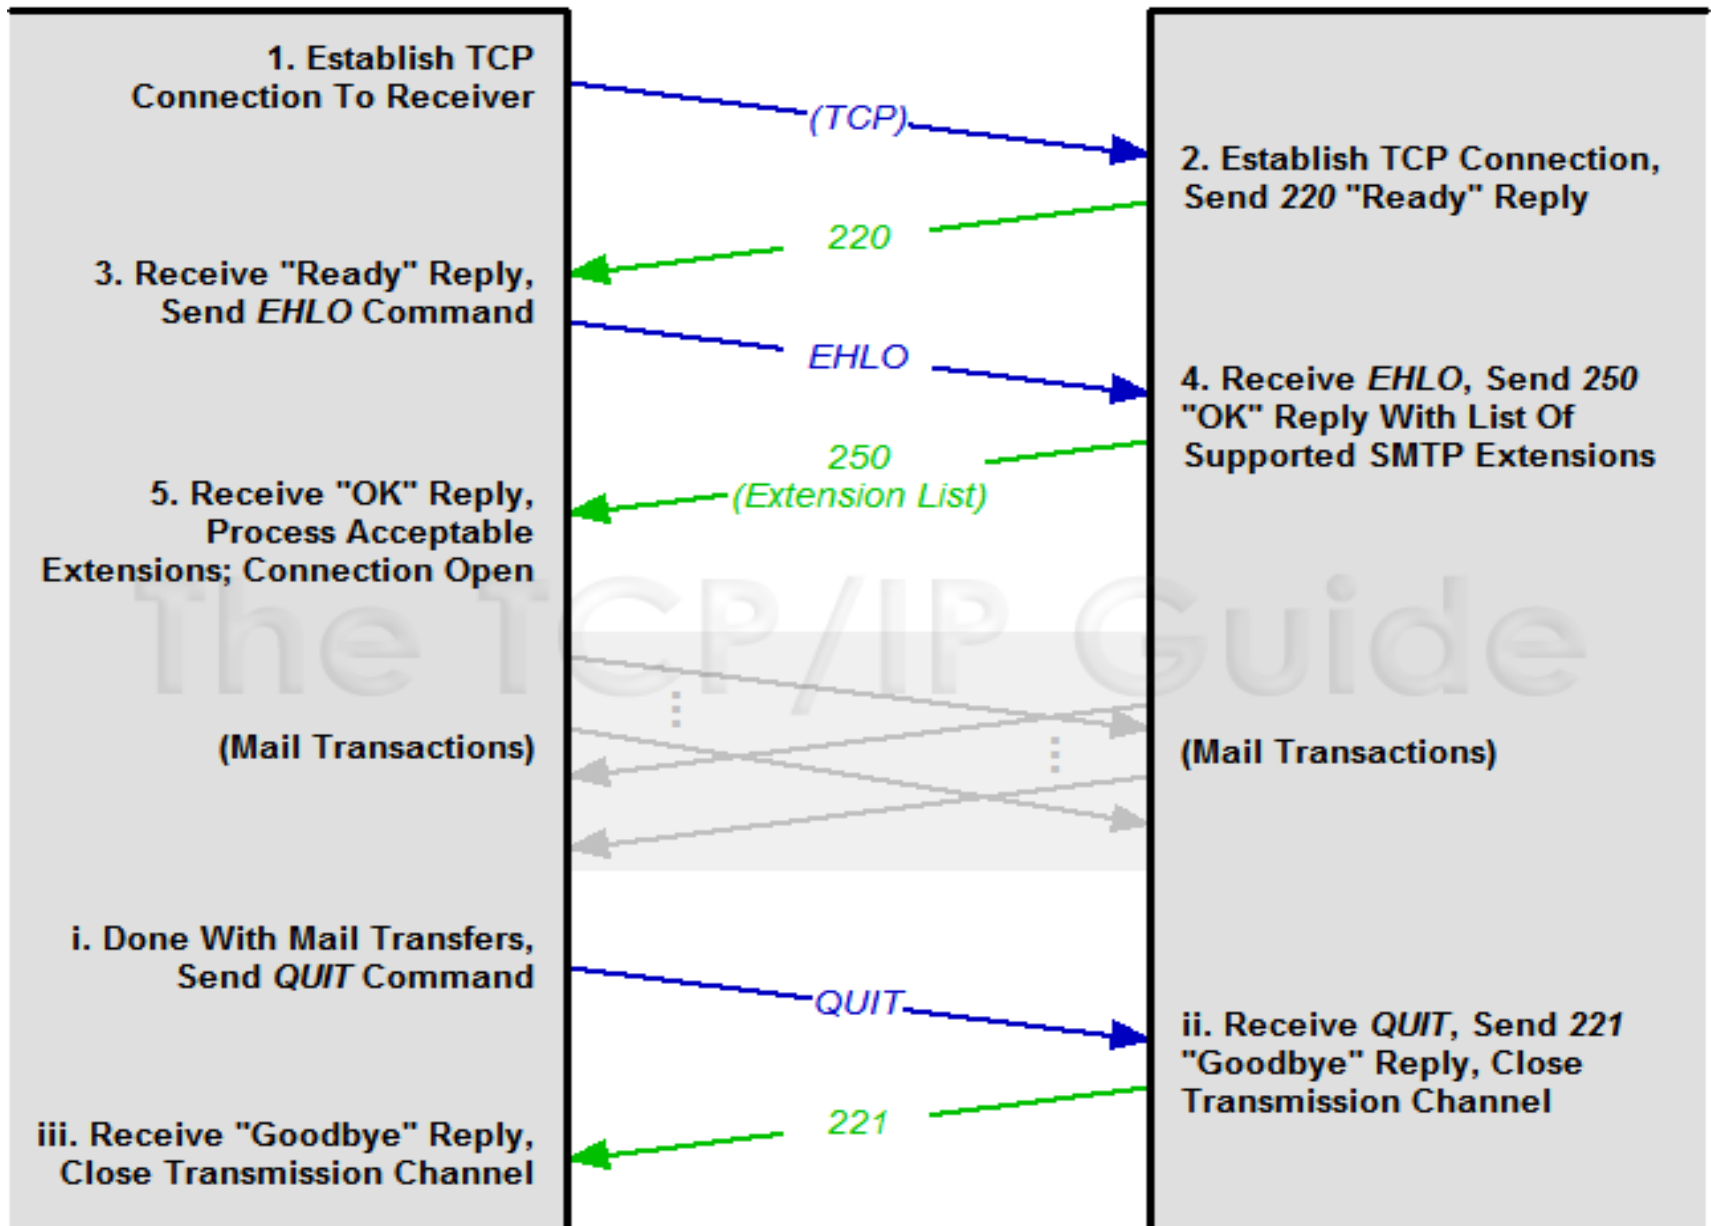 1. Establish TCP
Connection To Receiver
(TCP)
2. Establish TCP Connection,
Send 220 "Ready" Reply
220
3. Receive "Ready" Reply,
Send EHLO Command
EHLO
4. Receive EHLO, Send 250
"OK" Reply With List Of
Supported SMTP Extensions
250
(Extension List)
5. Receive "OK" Reply,
Process Acceptable
Extensions; Connection Open
The TCP/IP Guide
(Mail Transactions)
(Mail Transactions)
i. Done With Mail Transfers,
Send QUIT Command
QUIT
ii. Receive QUIT, Send 221
"Goodbye" Reply, Close
Transmission Channel
221
iii. Receive "Goodbye" Reply,
Close Transmission Channel